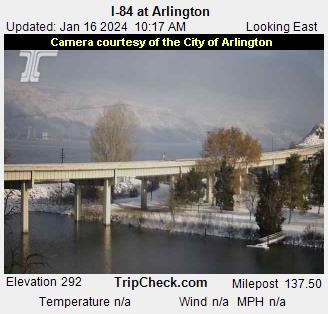 I-84 at Arlington
Updated: Jan 16 2024 10:17 AM Looking East
Camera courtesy of the City of Arlington
Elevation 292 TripCheck.com Milepost 137.50
Temperature n/a Wind n/a MPH n/a